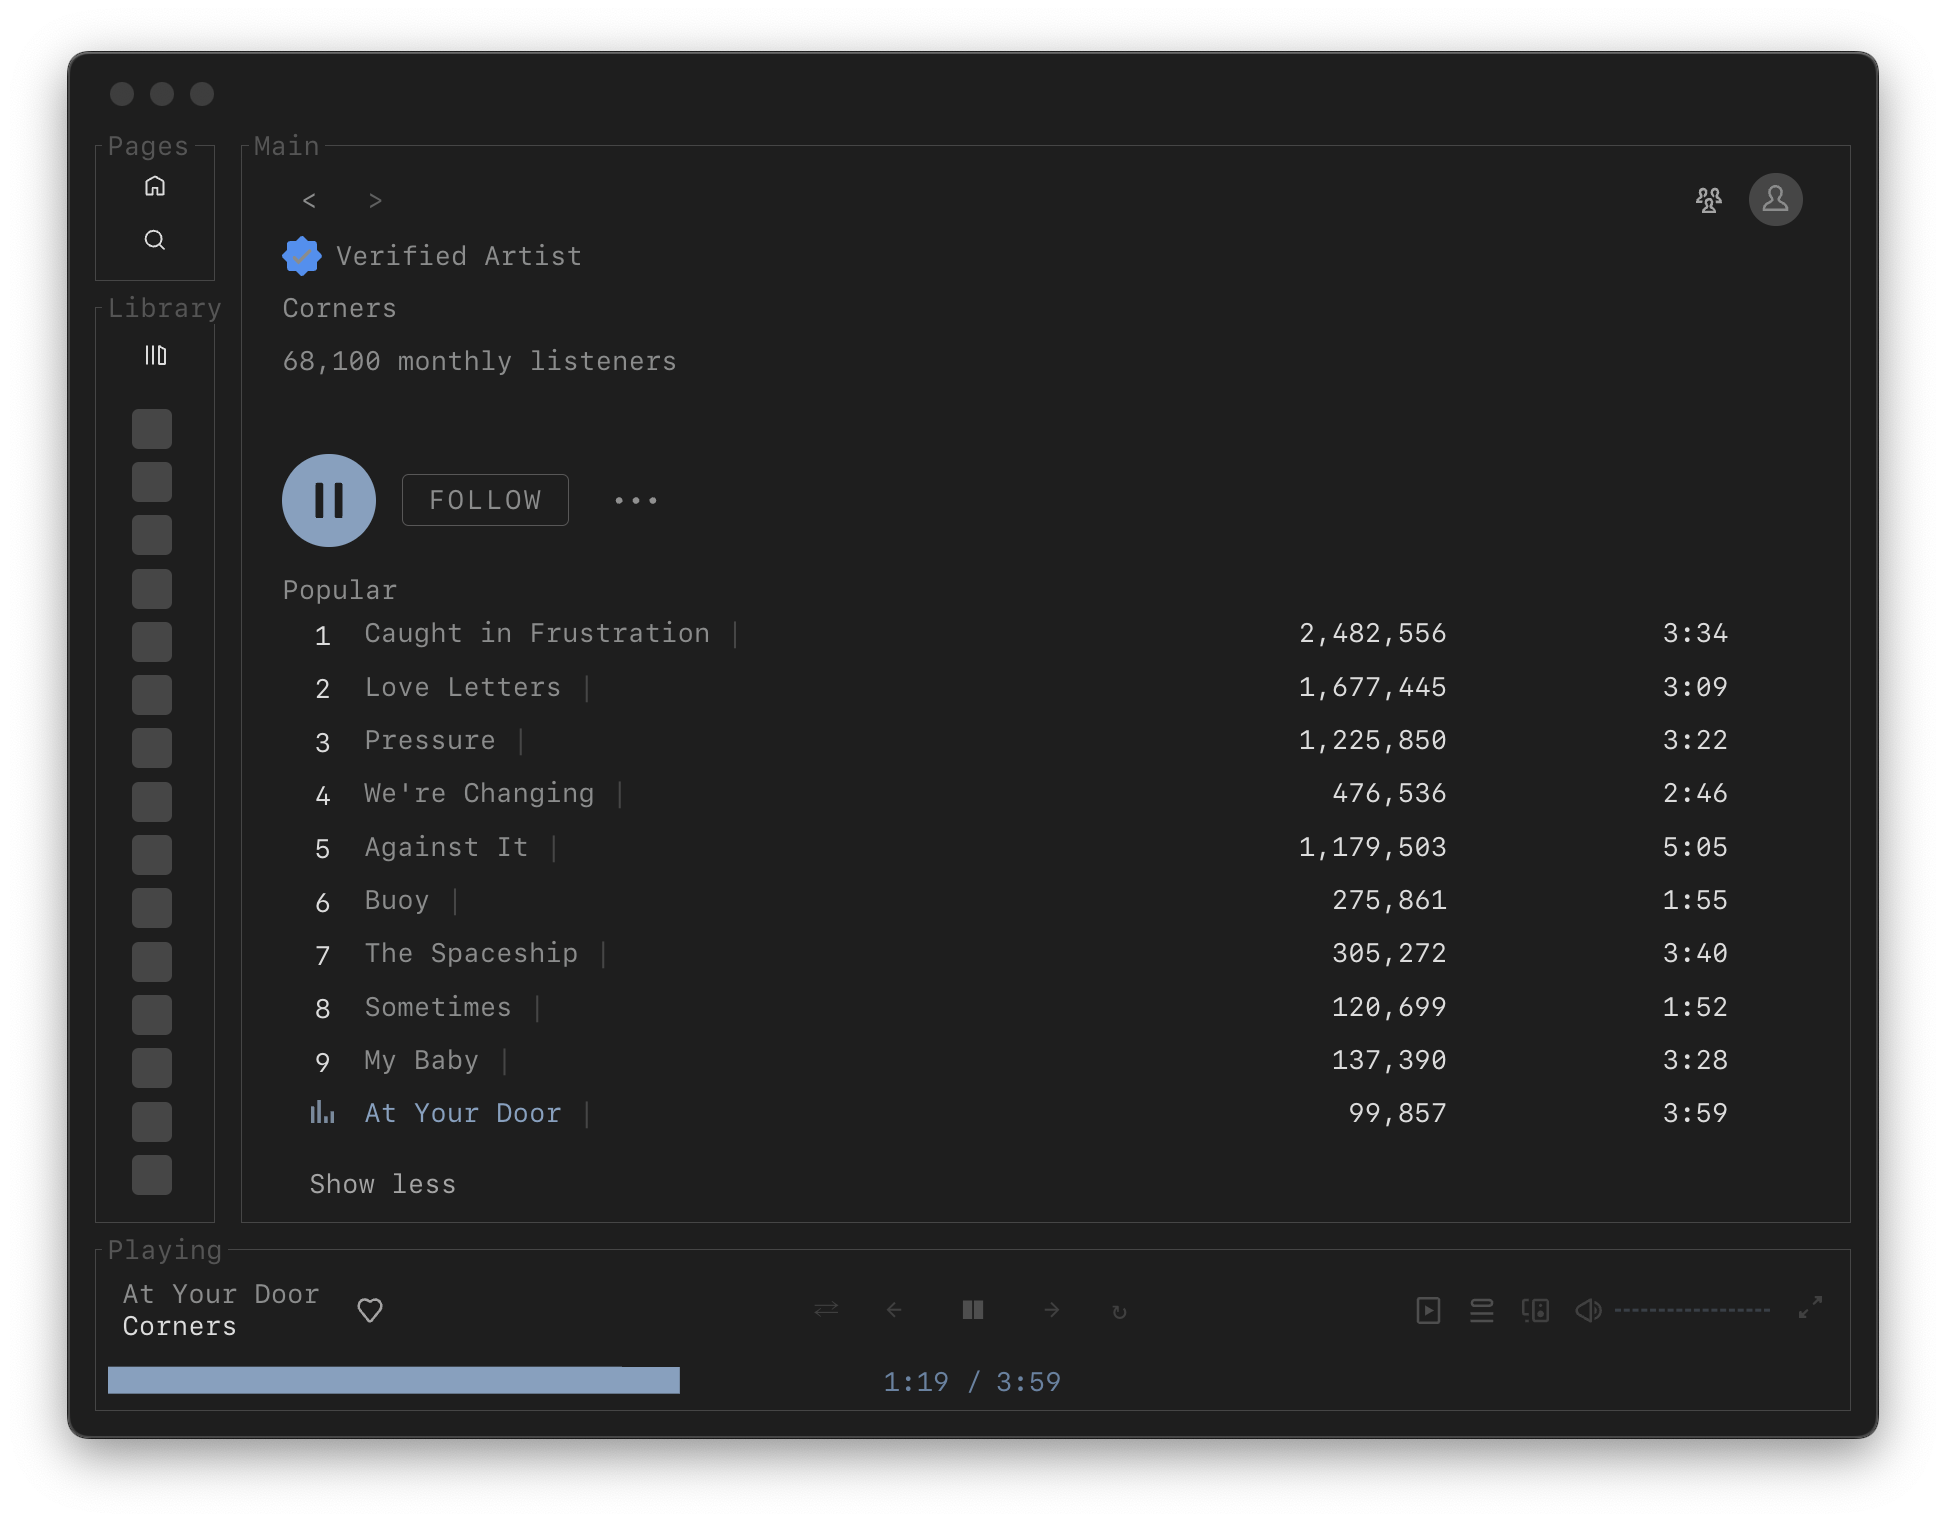 Pages
Main
< >
Verified Artist
Library
Corners
68,100 monthly listeners
FOLLOW
Popular
1 Caught in Frustration | 2,482,556 3:34
2 Love Letters | 1,677,445 3:09
3 Pressure | 1,225,850 3:22
4 We're Changing | 476,536 2:46
5 Against It | 1,179,503 5:05
6 Buoy | 275,861 1:55
7 The Spaceship | 305,272 3:40
8 Sometimes | 120,699 1:52
9 My Baby | 137,390 3:28
At Your Door | 99,857 3:59
Show less
Playing
At Your Door
Corners
1:19 / 3:59